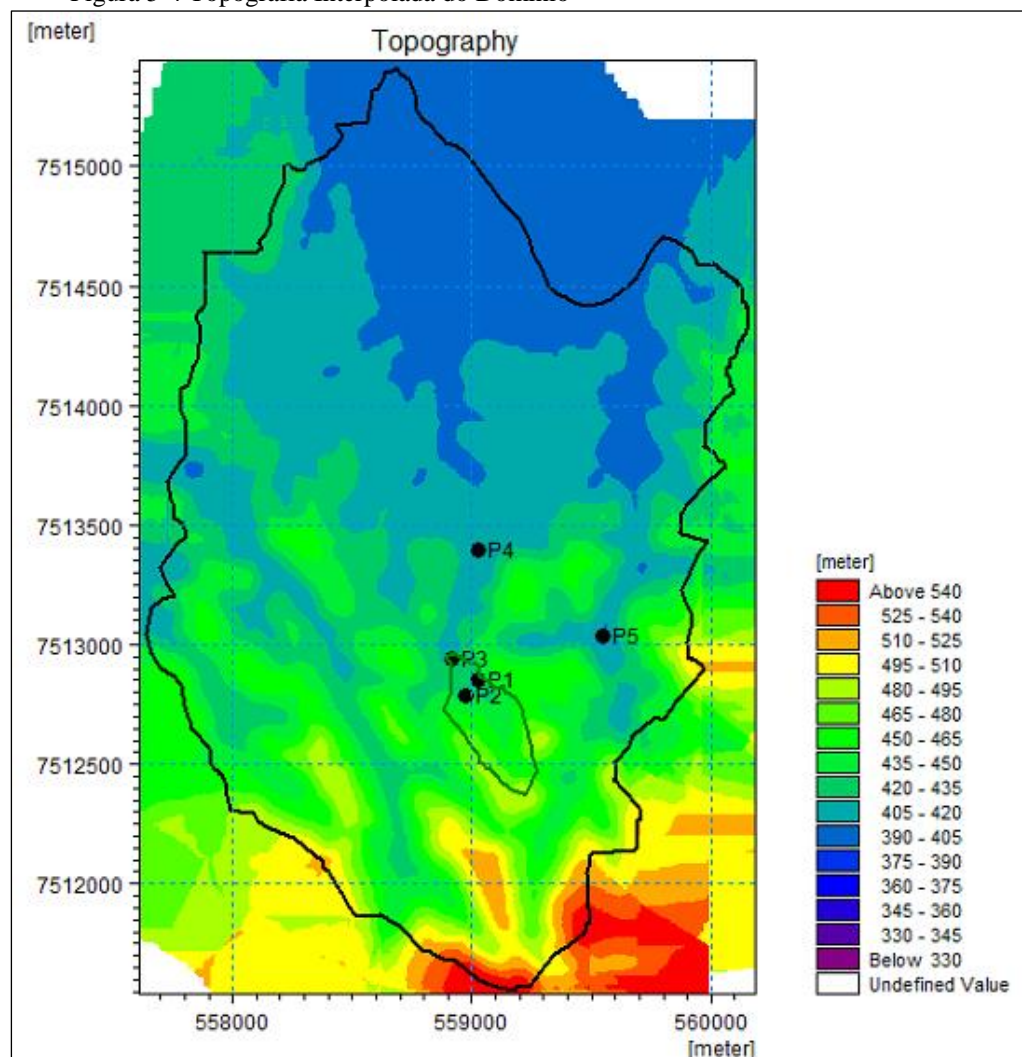 Figura 5-4 Topografia Interpolada do Domínio
[meter]
Topography
7515000
7514500
7514000
7513500
P4
7513000
P5
P3
P1
P2
7512500
7512000
558000
559000
560000
[meter]
[meter]
Above 540
525 - 540
510 - 525
495 - 510
480 - 495
465 - 480
450 - 465
435 - 450
420 - 435
405 - 420
390 - 405
375 - 390
360 - 375
345 - 360
330 - 345
Below 330
Undefined Value